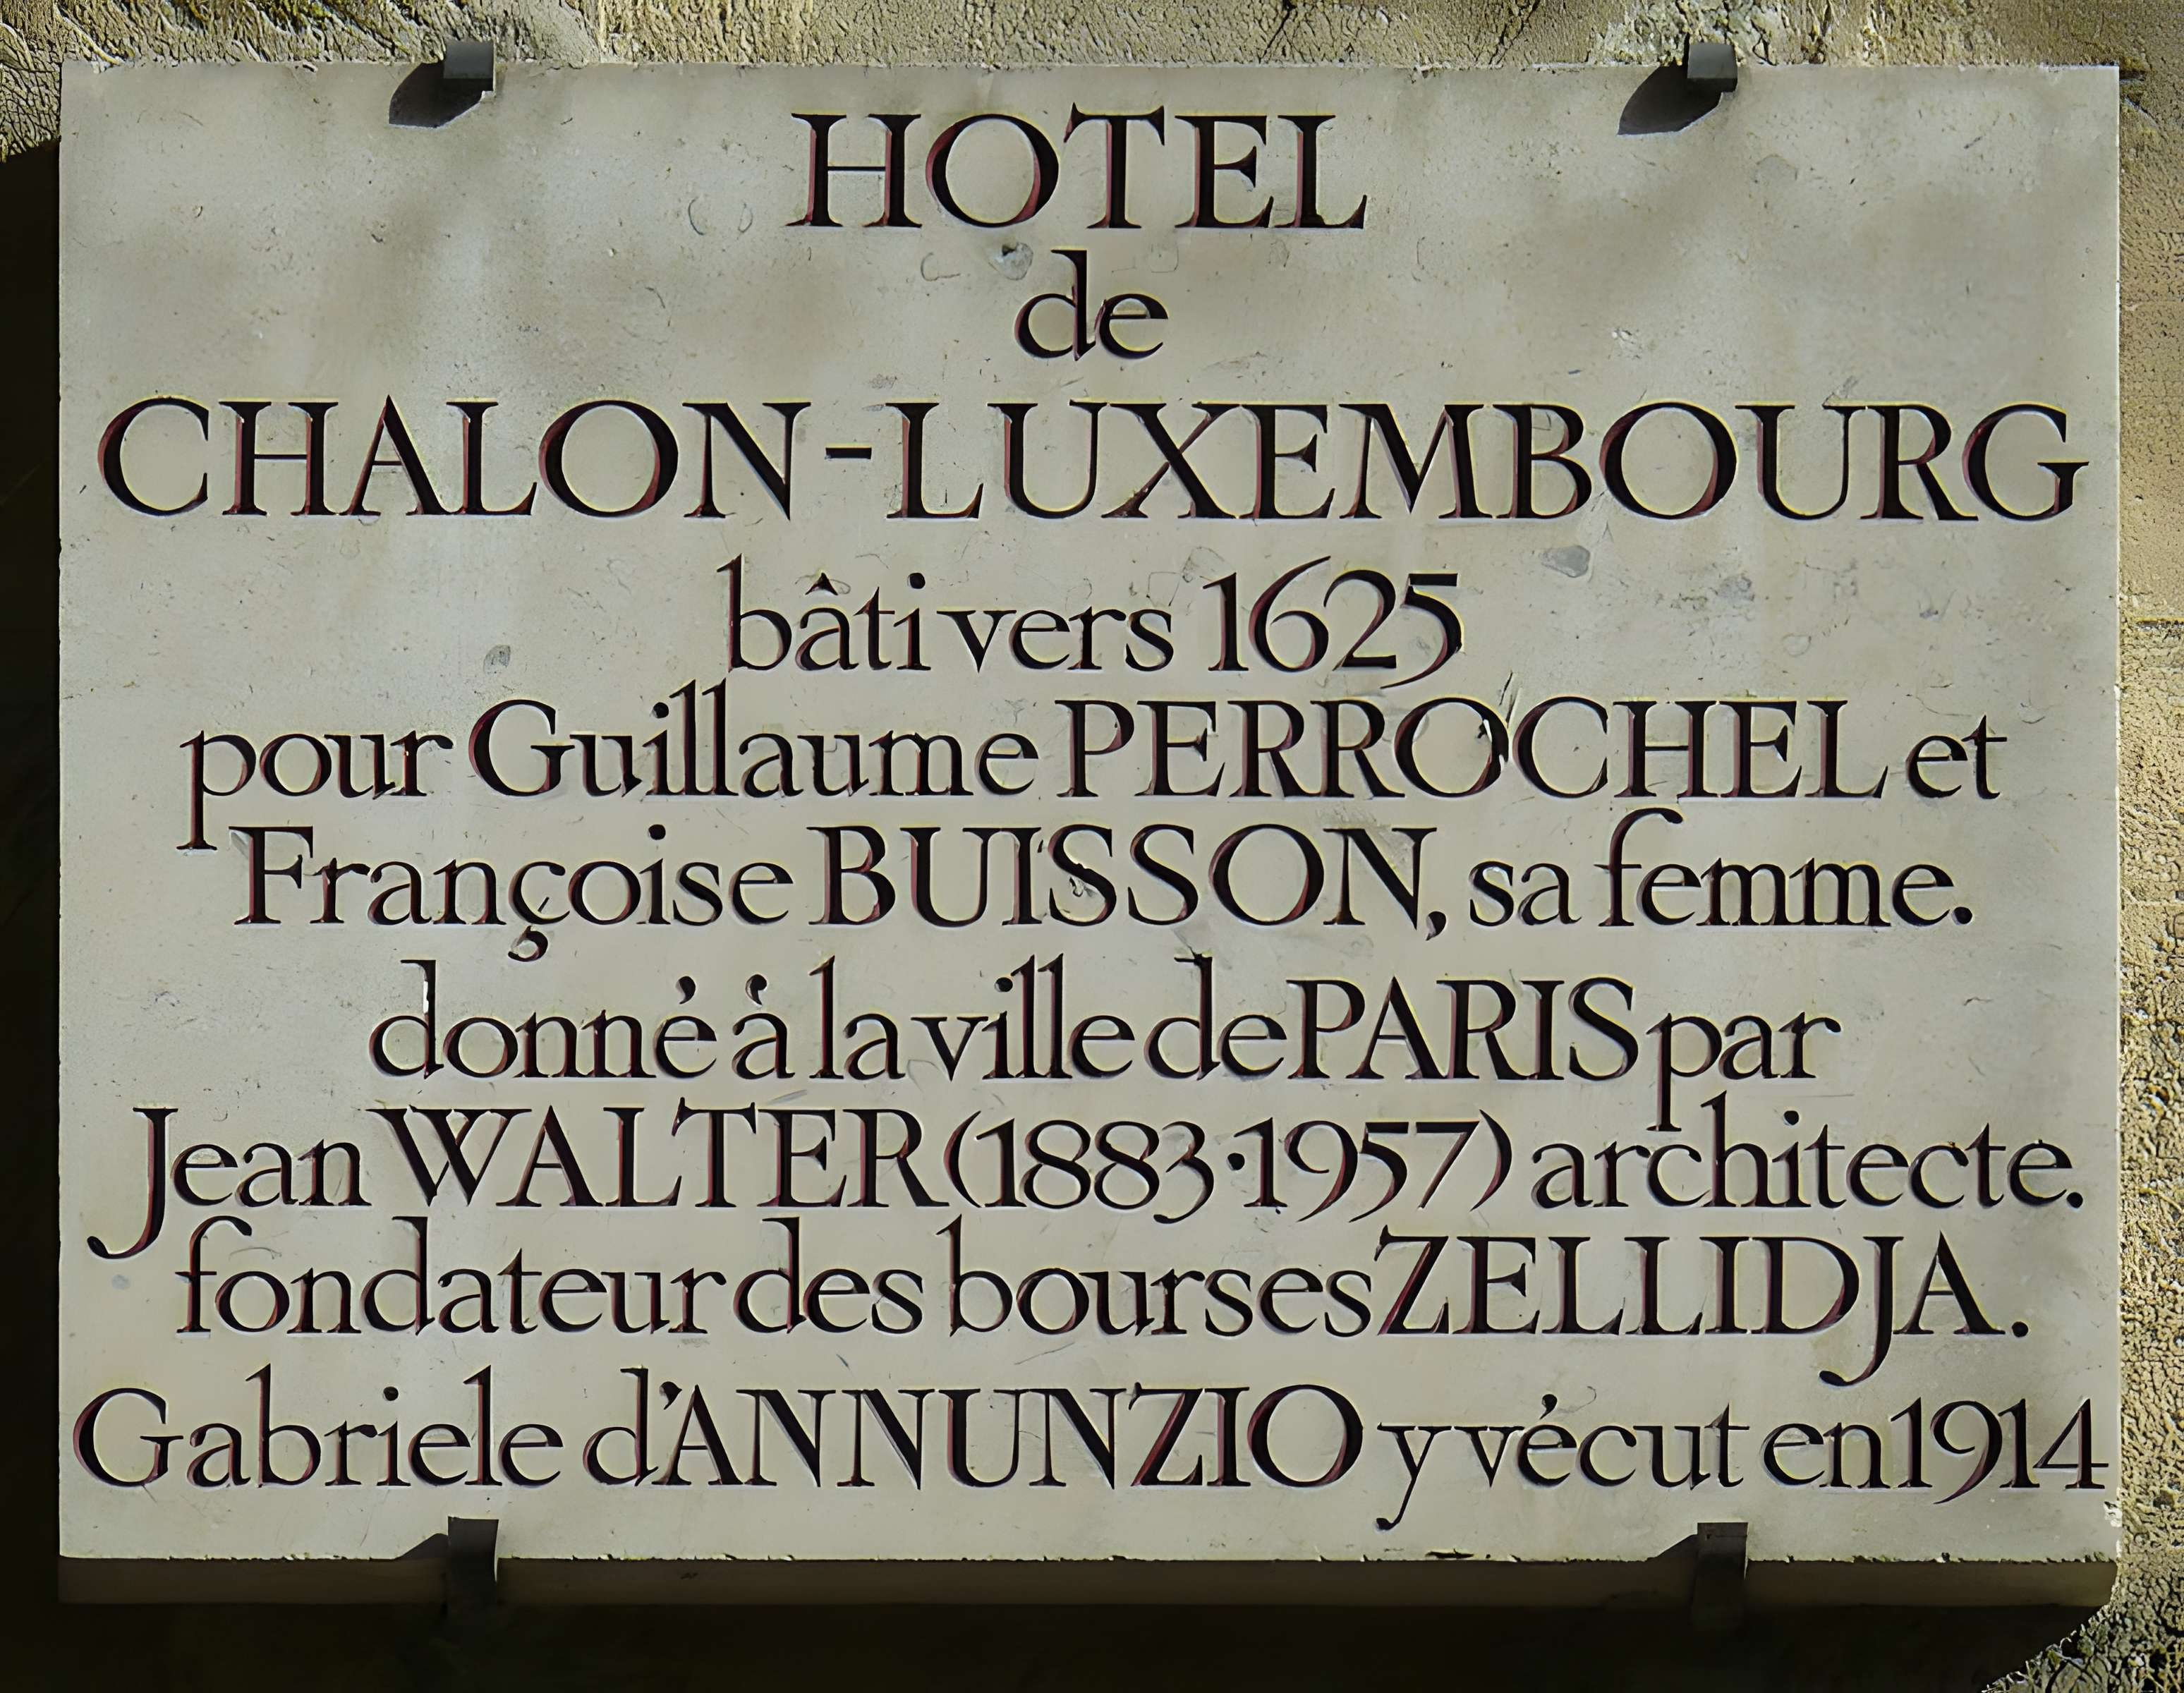 HOTEL
de
CHALON-LUXEMBOURG
bâti vers 1625
pour Guillaume PERROCHEL et
Françoise BUISSON, sa femme.
donné à la ville de PARIS par
Jean WALTER (1883·1957) architecte.
fondateur des bourses ZELLIDJA.
Gabriele d'ANNUNZIO y vécut en 1914